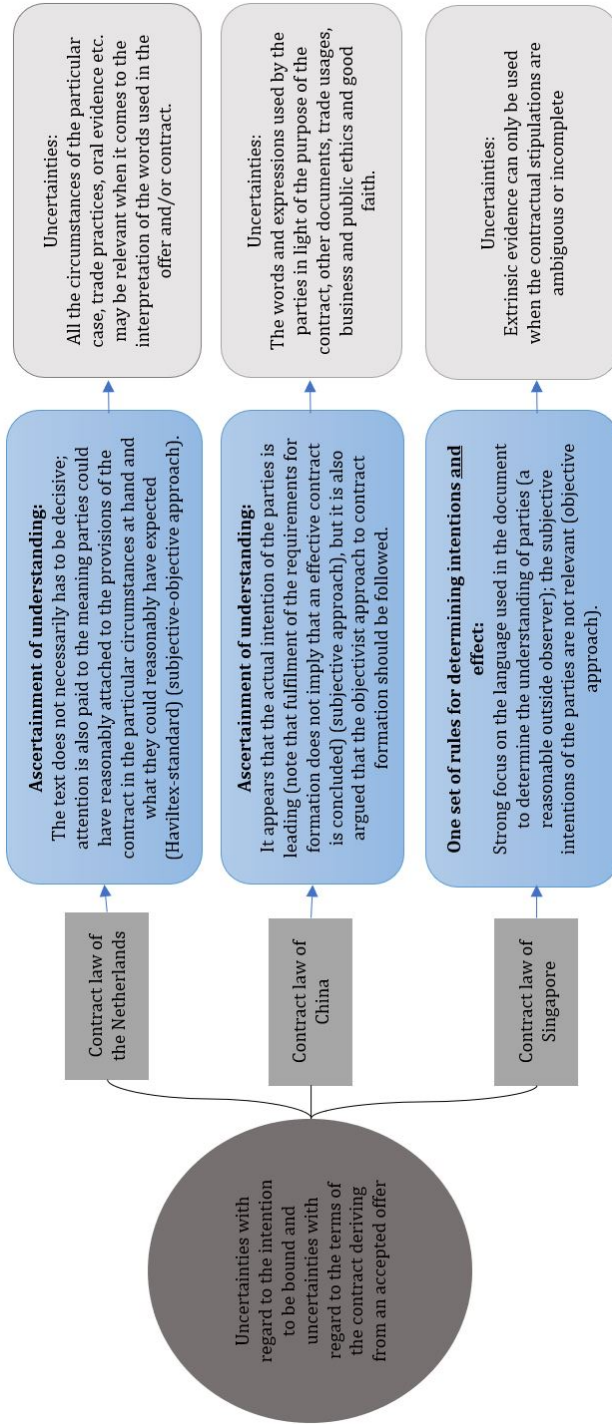 Uncertainties with
regard to the intention
to be bound and
uncertainties with
regard to the terms of
the contract deriving
from an accepted offer
Contract law of
the Netherlands
Ascertainment of understanding:
The text does not necessarily has to be decisive;
attention is also paid to the meaning parties could
have reasonably attached to the provisions of the
contract in the particular circumstances at hand and
what they could reasonably have expected
(Haviltex-standard) (subjective-objective approach).
Uncertainties:
All the circumstances of the particular
case, trade practices, oral evidence etc.
may be relevant when it comes to the
interpretation of the words used in the
offer and/or contract.
Contract law of
China
Ascertainment of understanding:
It appears that the actual intention of the parties is
leading (note that fulfilment of the requirements for
formation does not imply that an effective contract
is concluded) (subjective approach), but it is also
argued that the objectivist approach to contract
formation should be followed.
Uncertainties:
The words and expressions used by the
parties in light of the purpose of the
contract, other documents, trade usages,
business and public ethics and good
faith.
Contract law of
Singapore
One set of rules for determining intentions and
effect:
Strong focus on the language used in the document
to determine the understanding of parties (a
reasonable outside observer); the subjective
intentions of the parties are not relevant (objective
approach).
Uncertainties:
Extrinsic evidence can only be used
when the contractual stipulations are
ambiguous or incomplete